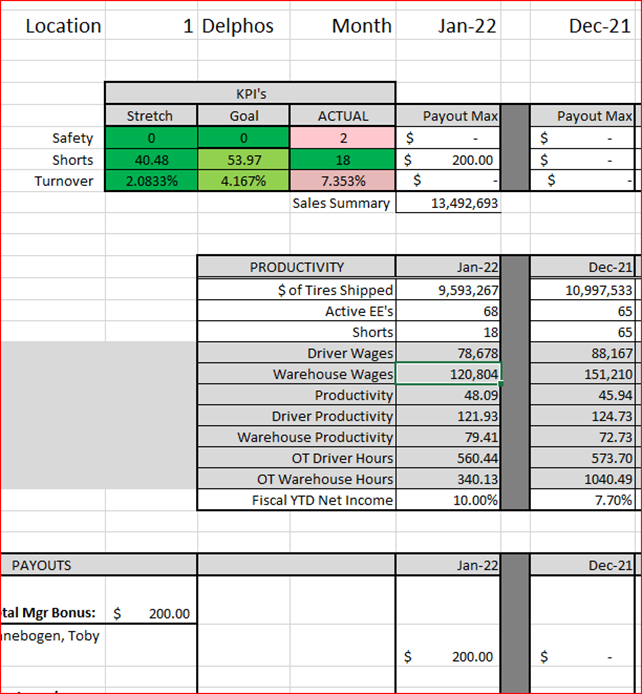 Location 1 Delphos Month Jan-22 Dec-21
KPI's
Stretch Goal ACTUAL Payout Max Payout Max
Safety 0 0 2 $ - $ -
Shorts 40.48 53.97 18 $ 200.00 $ -
Turnover 2.0833% 4.167% 7.353% $ - $ -
Sales Summary 13,492,693
PRODUCTIVITY Jan-22 Dec-21
$ of Tires Shipped 9,593,267 10,997,533
Active EE's 68 65
Shorts 18 65
Driver Wages 78,678 88,167
Warehouse Wages 120,804 151,210
Productivity 48.09 45.94
Driver Productivity 121.93 124.73
Warehouse Productivity 79.41 72.73
OT Driver Hours 560.44 573.70
OT Warehouse Hours 340.13 1040.49
Fiscal YTD Net Income 10.00% 7.70%
PAYOUTS Jan-22 Dec-21
tal Mgr Bonus: $ 200.00
nebogen, Toby
$ 200.00 $ -